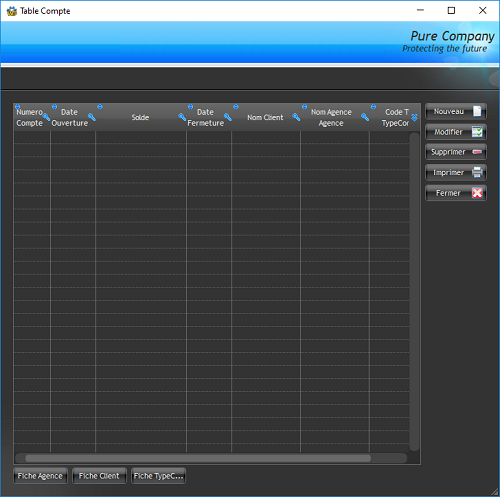 Table Compte
Pure Company
Protecting the future
Numero Compte
Date Ouverture
Solde
Date Fermeture
Nom Client
Nom Agence Agence
Code T TypeCor
Nouveau
Modifier
Supprimer
Imprimer
Fermer
Fiche Agence
Fiche Client
Fiche TypeC...